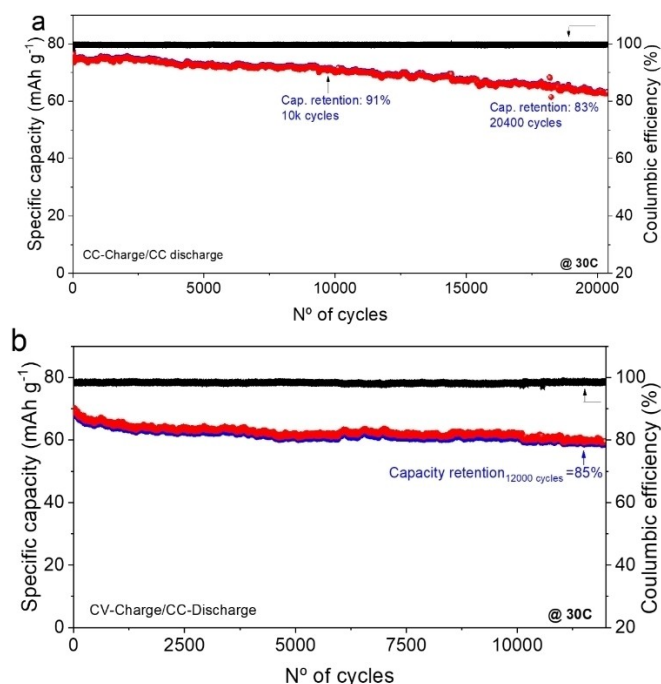 a
Specific capacity (mAh g⁻¹)
80
60
40
20
0
100
80
60
40
20
Coulumbic efficiency (%)
Cap. retention: 91%
10k cycles
Cap. retention: 83%
20400 cycles
CC-Charge/CC discharge
@ 30C
0
5000
10000
15000
20000
Nº of cycles
b
Specific capacity (mAh g⁻¹)
80
60
40
20
0
100
80
60
40
20
Coulumbic efficiency (%)
Capacity retention 12000 cycles =85%
CV-Charge/CC-Discharge
@ 30C
0
2500
5000
7500
10000
Nº of cycles